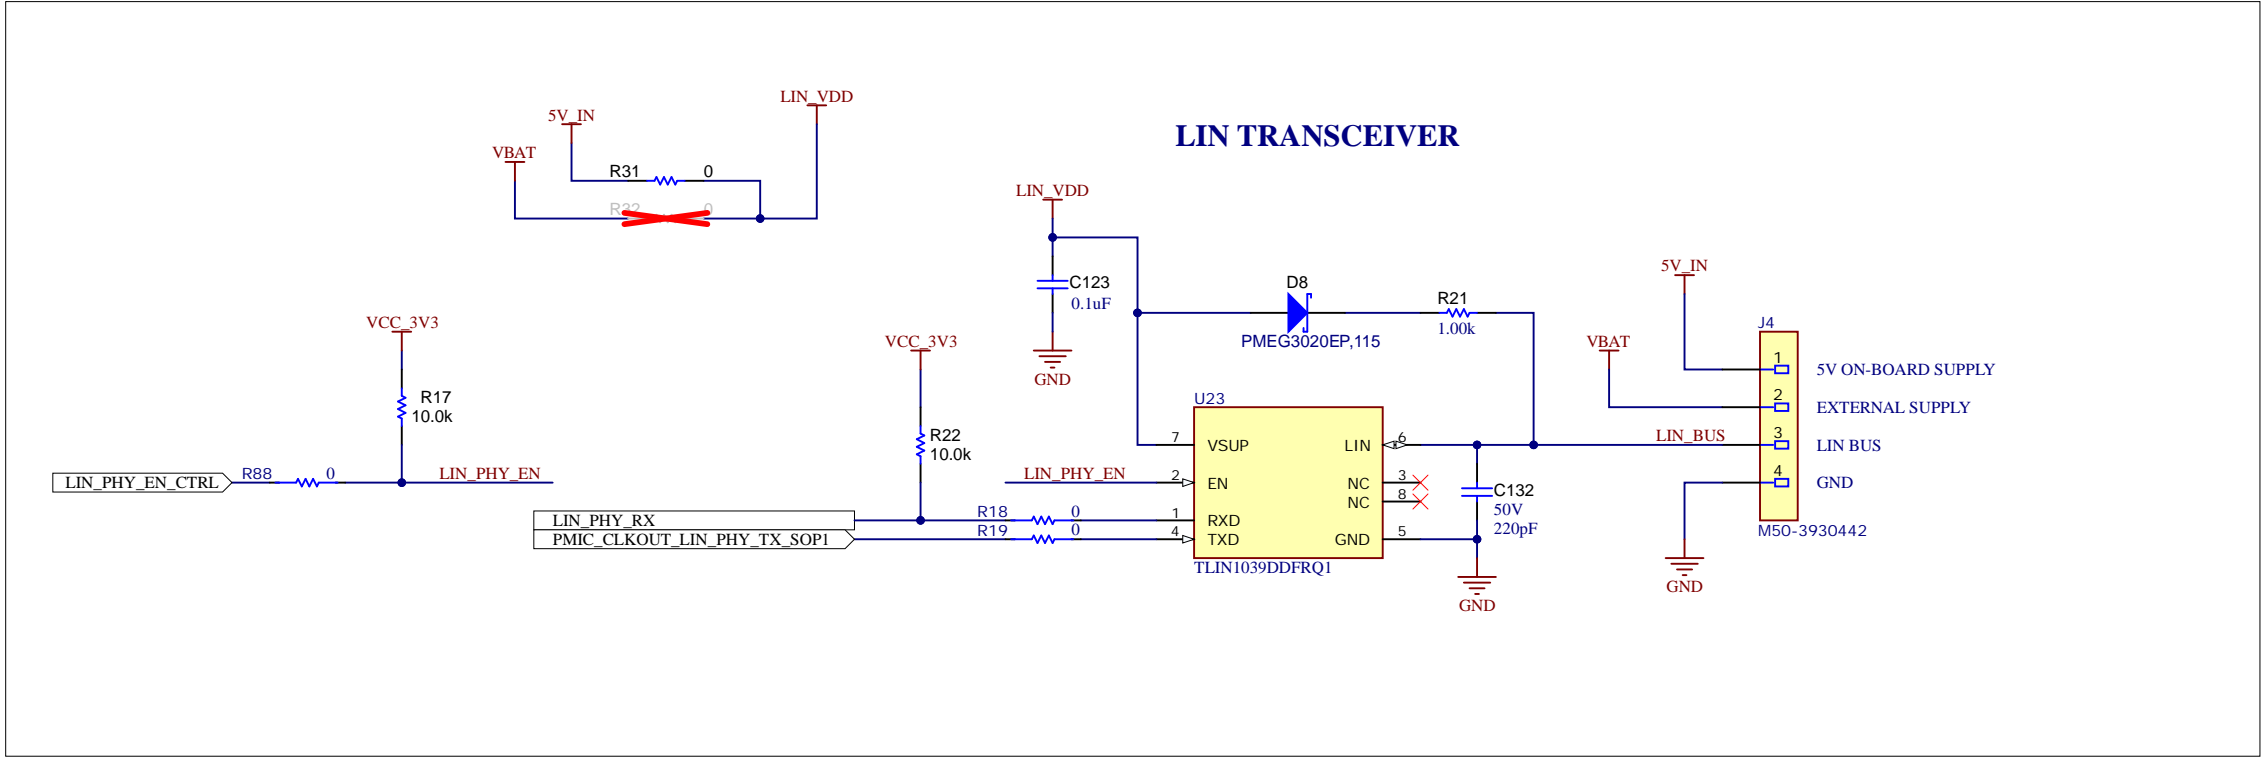 LIN_VDD
5V_IN
LIN TRANSCEIVER
VBAT
R31 0
R32 0
LIN_VDD
5V_IN
C123
0.1uF
D8
R21
1.00k
PMEG3020EP,115
VCC_3V3
VCC_3V3
VBAT
J4
GND
1 5V ON-BOARD SUPPLY
R17
10.0k
U23
2 EXTERNAL SUPPLY
R22
10.0k
7 VSUP LIN 6
LIN_BUS 3 LIN BUS
LIN_PHY_EN_CTRL R88 0 LIN_PHY_EN
LIN_PHY_EN 2 EN NC 3
4 GND
NC 8
C132
50V
220pF
LIN_PHY_RX R18 0 1 RXD
PMIC_CLKOUT_LIN_PHY_TX_SOP1 R19 0 4 TXD GND 5
M50-3930442
TLIN1039DDFRQ1
GND
GND